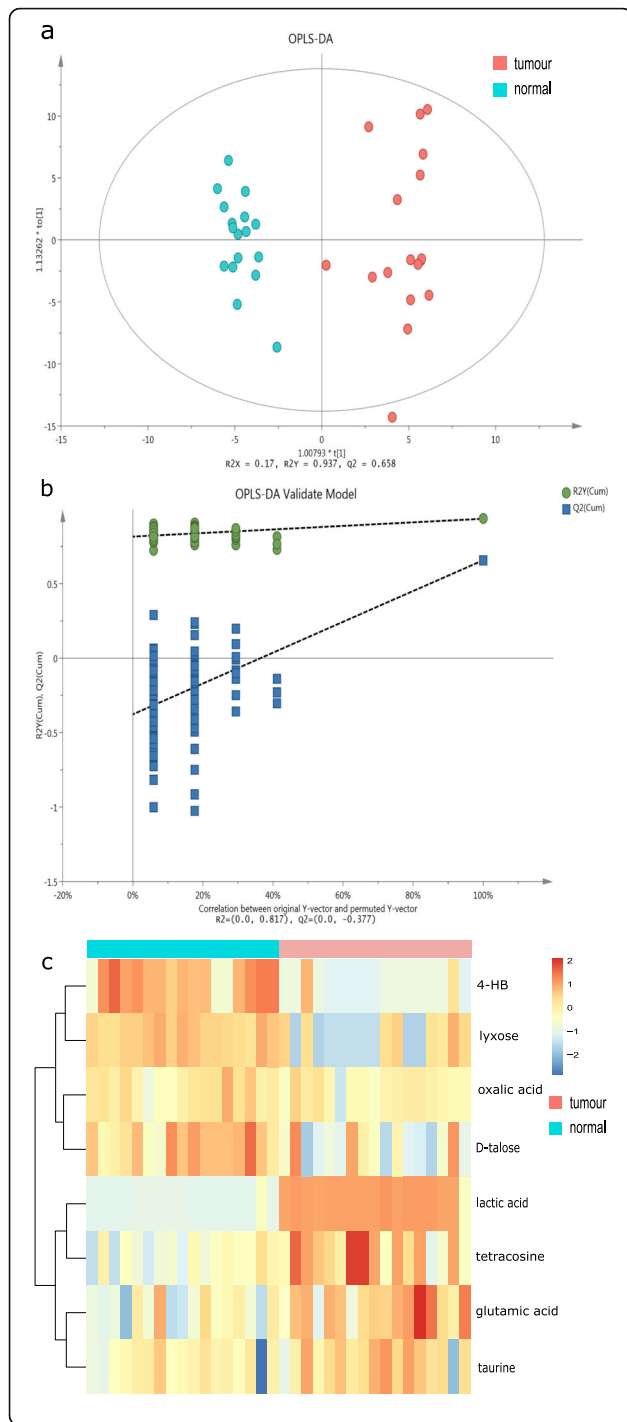 a
OPLS-DA
tumour
normal
10
5
0
-5
-10
-15
1.13262 * to[1]
-15
-10
-5
0
5
10
1.00793 * t[1]
R2X = 0.17, R2Y = 0.937, Q2 = 0.658
b
OPLS-DA Validate Model
R2Y(Cum)
Q2(Cum)
0.5
0
-0.5
-1
-1.5
R2Y(Cum), Q2(Cum)
-20%
0%
20%
40%
60%
80%
100%
Correlation between original Y-vector and permuted Y-vector
R2=(0.0, 0.817), Q2=(0.0, -0.377)
c
4-HB
lyxose
oxalic acid
D-talose
lactic acid
tetracosine
glutamic acid
taurine
2
1
0
-1
-2
tumour
normal